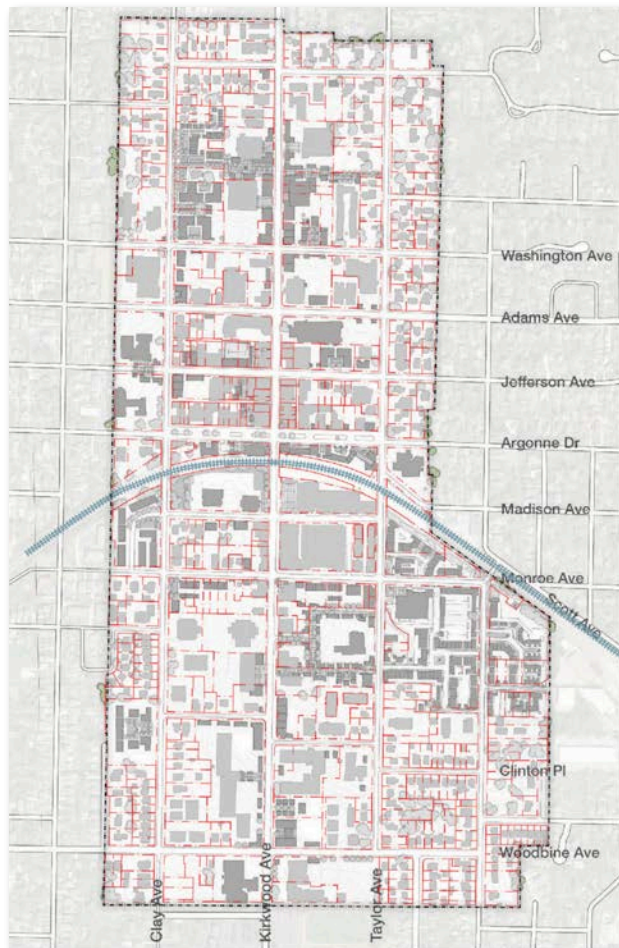 Washington Ave
Adams Ave
Jefferson Ave
Argonne Dr
Madison Ave
Monroe Ave
Scott Ave
Clinton Pl
Woodbine Ave
Clay Ave
Kirkwood Ave
Taylor Ave